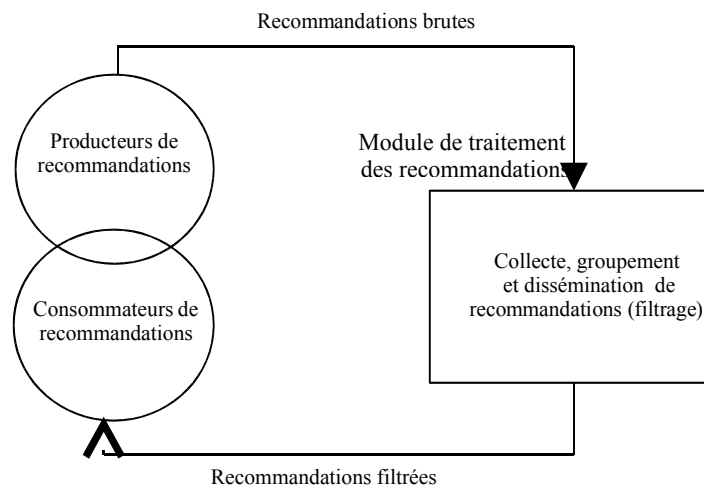 Recommandations brutes
Producteurs de
recommandations
Module de traitement
des recommandations
Collecte, groupement
et dissémination de
recommandations (filtrage)
Consommateurs de
recommandations
Recommandations filtrées